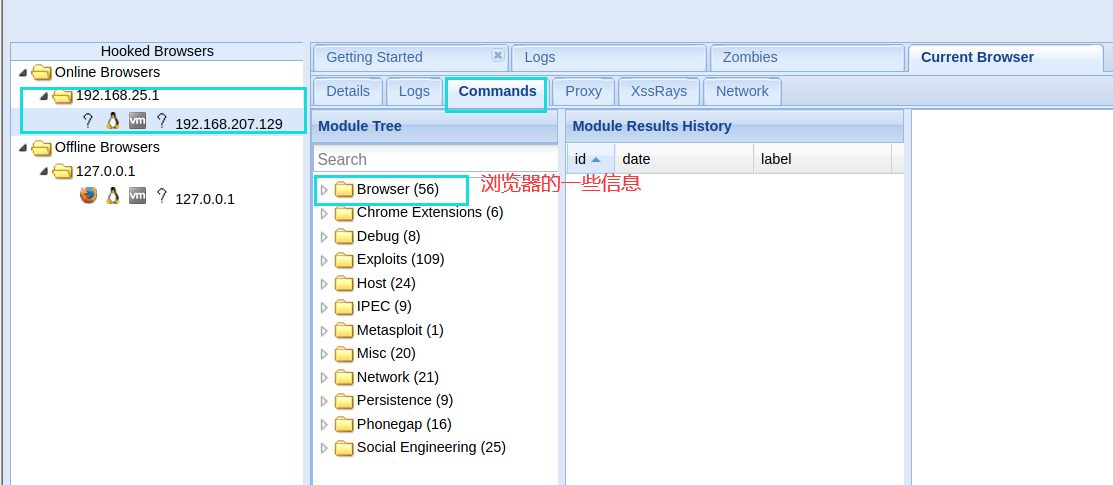 Hooked Browsers
Online Browsers
192.168.25.1
? vm ? 192.168.207.129
Offline Browsers
127.0.0.1
vm ? 127.0.0.1
Getting Started
Logs
Zombies
Current Browser
Details
Logs
Commands
Proxy
XssRays
Network
Module Tree
Search
Browser (56)
浏览器的一些信息
Chrome Extensions (6)
Debug (8)
Exploits (109)
Host (24)
IPEC (9)
Metasploit (1)
Misc (20)
Network (21)
Persistence (9)
Phonegap (16)
Social Engineering (25)
Module Results History
id
date
label